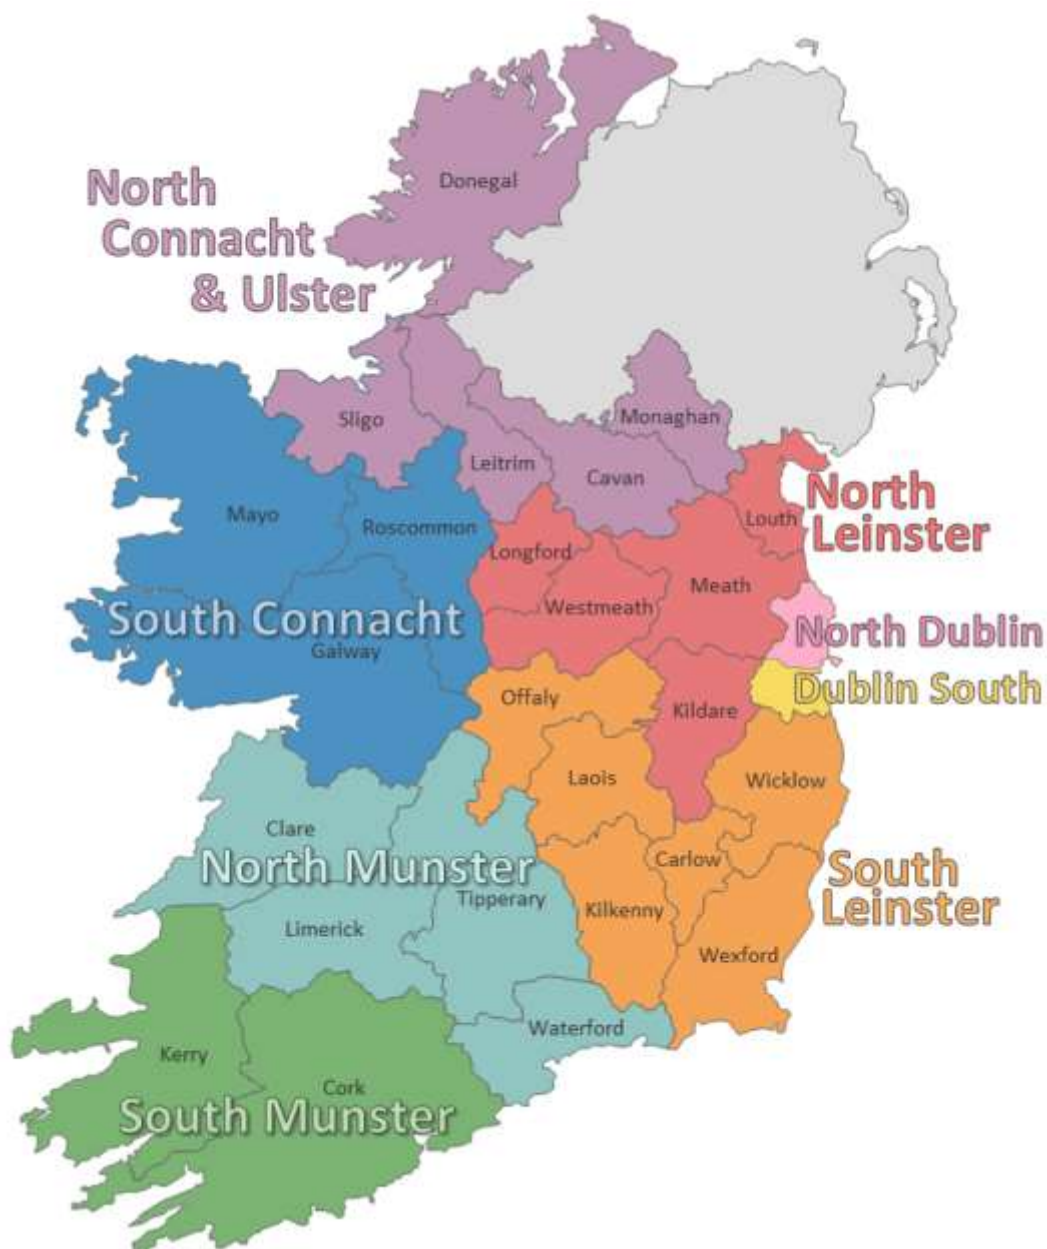 Donegal
North
Connacht
& Ulster
Monaghan
Sligo
Leitrim
Cavan
North
Leinster
Mayo
Roscommon
Louth
Longford
Meath
Westmeath
South Connacht
North Dublin
Galway
Dublin South
Offaly
Kildare
Laois
Wicklow
Clare
North Munster
Carlow
South
Leinster
Tipperary
Kilkenny
Limerick
Wexford
Waterford
Kerry
Cork
South Munster